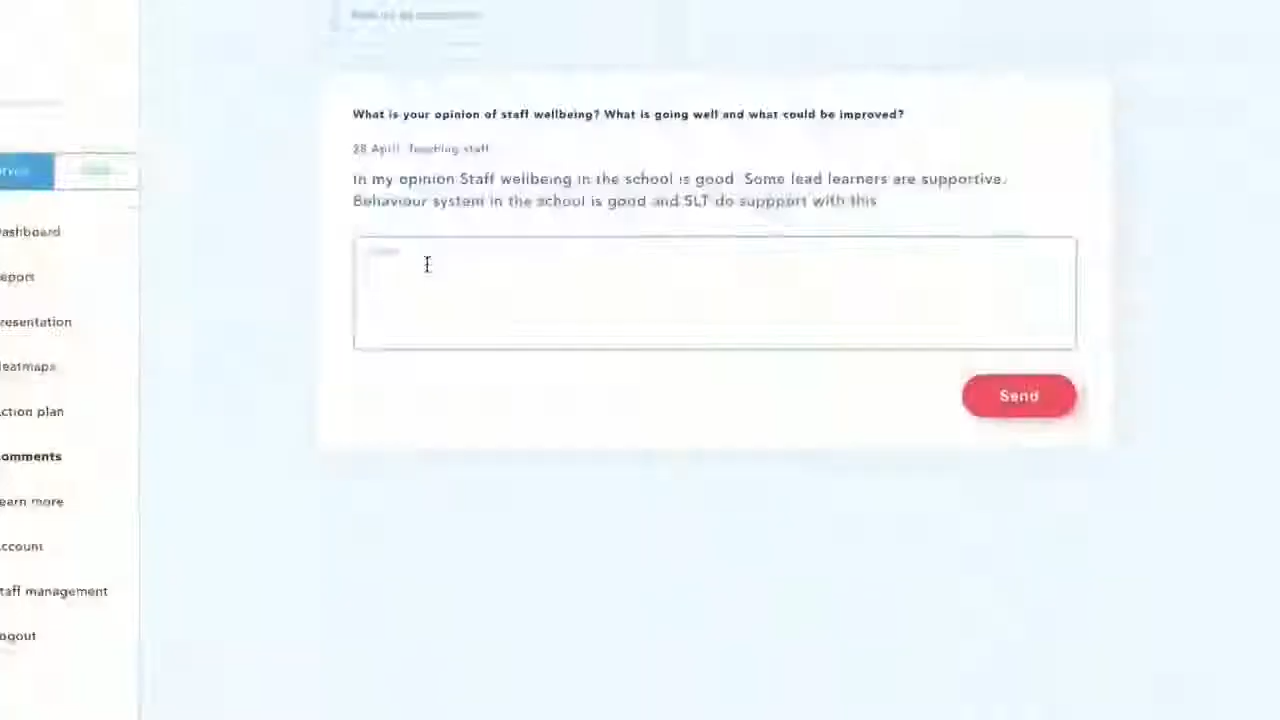 What is your opinion of staff wellbeing? What is going well and what could be improved?
28 April, Teaching staff
In my opinion Staff wellbeing in the school is good. Some lead learners are supportive.
Behaviour system in the school is good and SLT do suppport with this
Send
ashboard
eport
resentation
eatmaps
ction plan
omments
earn more
ccount
taff management
ogout